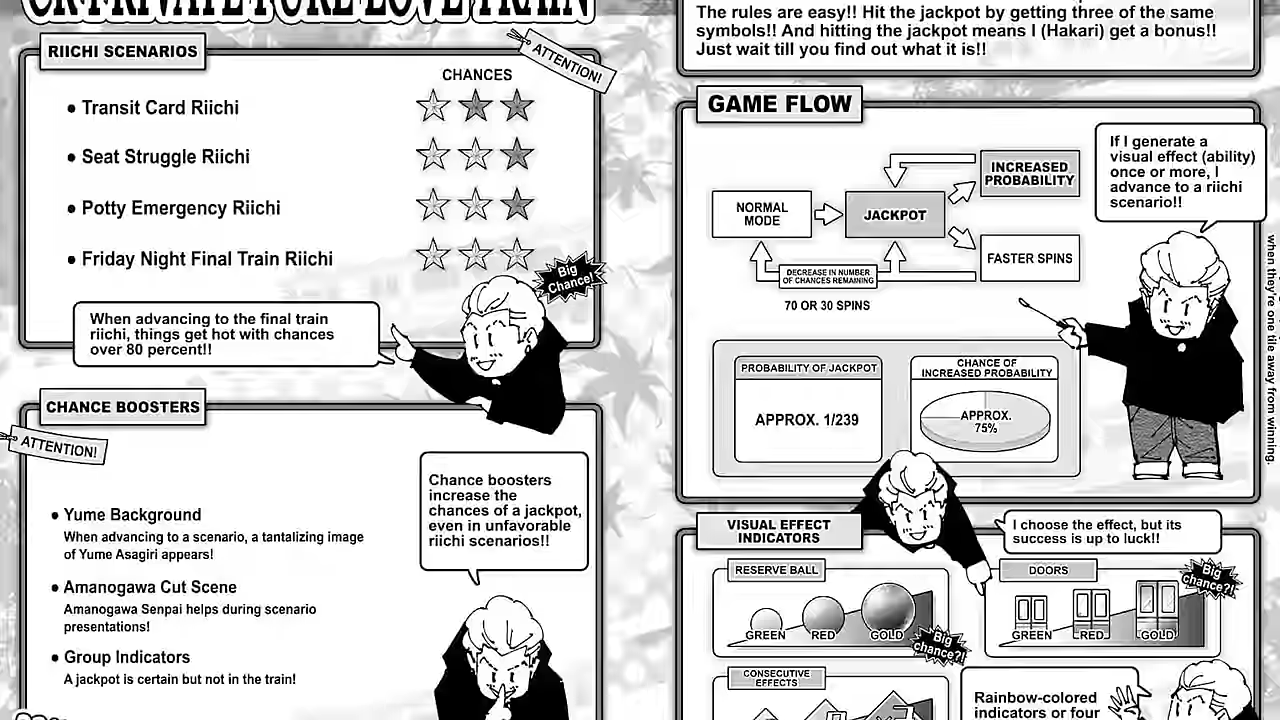 CR PRIVATE PURE LOVE TRAIN
RIICHI SCENARIOS
ATTENTION!
CHANCES
• Transit Card Riichi
• Seat Struggle Riichi
• Potty Emergency Riichi
• Friday Night Final Train Riichi
Big
Chance!
When advancing to the final train
riichi, things get hot with chances
over 80 percent!!
CHANCE BOOSTERS
ATTENTION!
Chance boosters
increase the
chances of a jackpot,
even in unfavorable
riichi scenarios!!
• Yume Background
When advancing to a scenario, a tantalizing image
of Yume Asagiri appears!
• Amanogawa Cut Scene
Amanogawa Senpai helps during scenario
presentations!
• Group Indicators
A jackpot is certain but not in the train!
The rules are easy!! Hit the jackpot by getting three of the same
symbols!! And hitting the jackpot means I (Hakari) get a bonus!!
Just wait till you find out what it is!!
GAME FLOW
If I generate a
visual effect (ability)
once or more, I
advance to a riichi
scenario!!
NORMAL
MODE
JACKPOT
INCREASED
PROBABILITY
FASTER SPINS
DECREASE IN NUMBER
OF CHANCES REMAINING
70 OR 30 SPINS
PROBABILITY OF JACKPOT
APPROX. 1/239
CHANCE OF
INCREASED PROBABILITY
APPROX.
75%
when they're one tile away from winning.
VISUAL EFFECT
INDICATORS
I choose the effect, but its
success is up to luck!!
RESERVE BALL
GREEN RED GOLD
Big
chance?!
DOORS
GREEN RED GOLD
Big
Chance?!
CONSECUTIVE
EFFECTS
Rainbow-colored
indicators or four